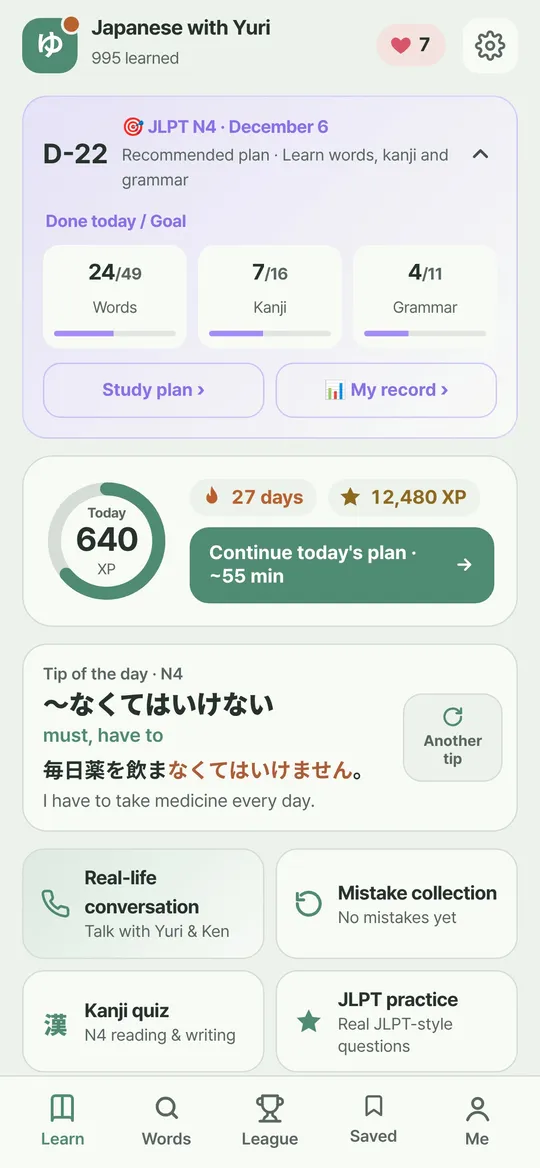 ゆ
Japanese with Yuri
995 learned
7
🎯 JLPT N4 · December 6
D-22
Recommended plan · Learn words, kanji and
grammar
Done today / Goal
24/49
Words
7/16
Kanji
4/11
Grammar
Study plan ›
📊 My record ›
Today
640
XP
27 days
12,480 XP
Continue today's plan ·
~55 min
Tip of the day · N4
〜なくてはいけない
must, have to
毎日薬を飲まなくてはいけません。
I have to take medicine every day.
Another
tip
Real-life
conversation
Talk with Yuri & Ken
Mistake collection
No mistakes yet
漢
Kanji quiz
N4 reading & writing
JLPT practice
Real JLPT-style
questions
Learn
Words
League
Saved
Me